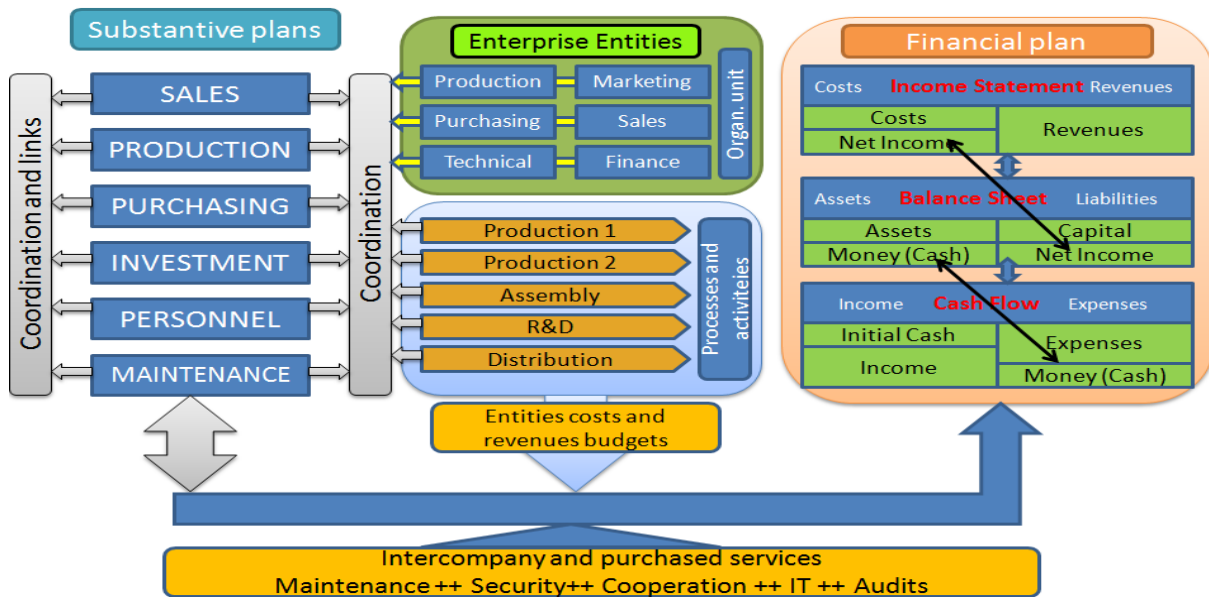 Substantive plans
Coordination and links
SALES
PRODUCTION
PURCHASING
INVESTMENT
PERSONNEL
MAINTENANCE
Coordination
Enterprise Entities
Production
Marketing
Purchasing
Sales
Technical
Finance
Organ. unit
Production 1
Production 2
Assembly
R&D
Distribution
Processes and
activiteies
Entities costs and
revenues budgets
Financial plan
Costs Income Statement Revenues
Costs
Net Income
Revenues
Assets Balance Sheet Liabilities
Assets
Capital
Money (Cash)
Net Income
Income Cash Flow Expenses
Initial Cash
Expenses
Income
Money (Cash)
Intercompany and purchased services
Maintenance ++ Security++ Cooperation ++ IT ++ Audits